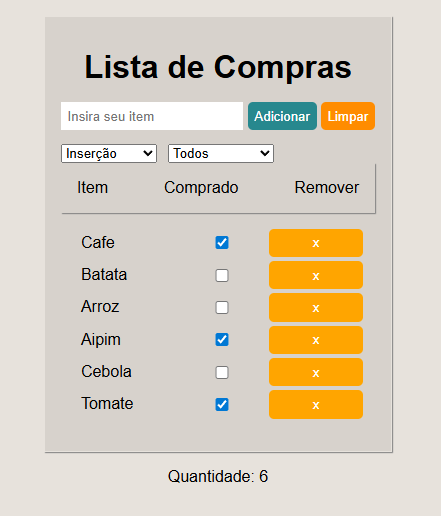 Lista de Compras
Insira seu item Adicionar Limpar
Inserção Todos
Item Comprado Remover
Cafe x
Batata x
Arroz x
Aipim x
Cebola x
Tomate x
Quantidade: 6